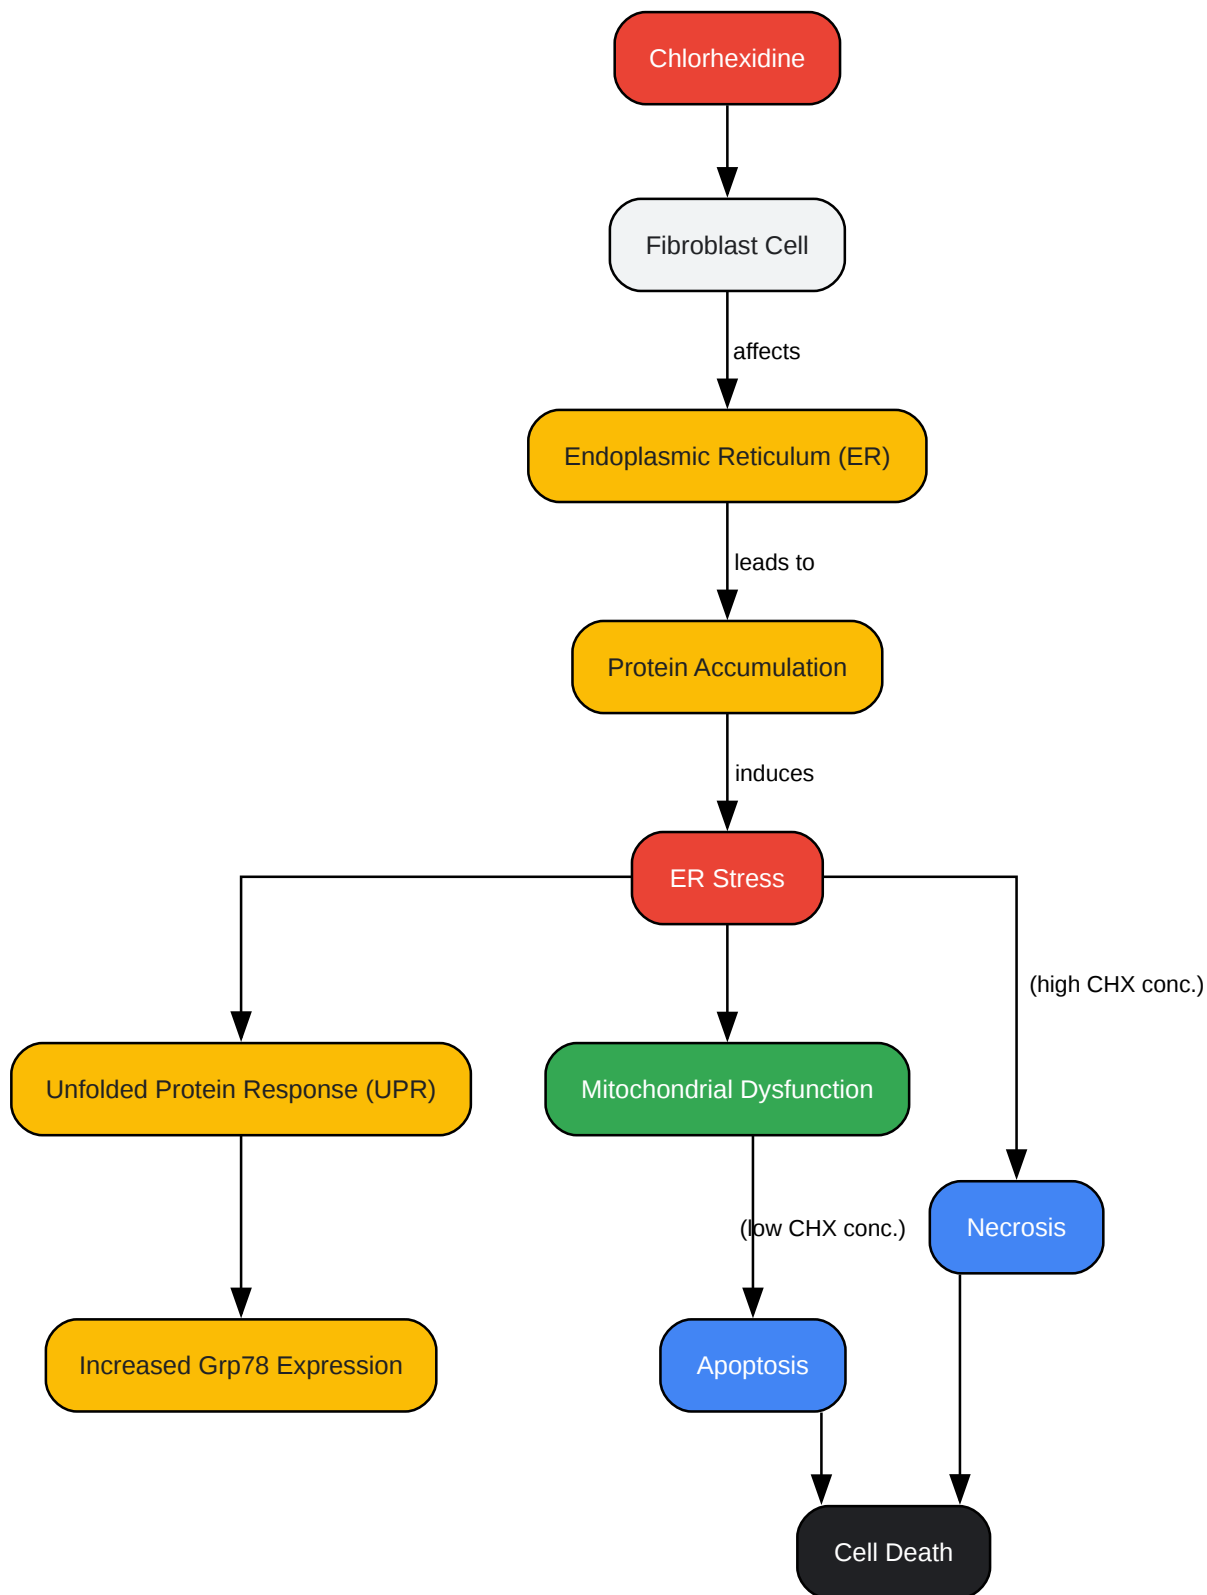 Chlorhexidine
Fibroblast Cell
affects
Endoplasmic Reticulum (ER)
leads to
Protein Accumulation
induces
ER Stress
(high CHX conc.)
Unfolded Protein Response (UPR)
Mitochondrial Dysfunction
(low CHX conc.)
Necrosis
Increased Grp78 Expression
Apoptosis
Cell Death